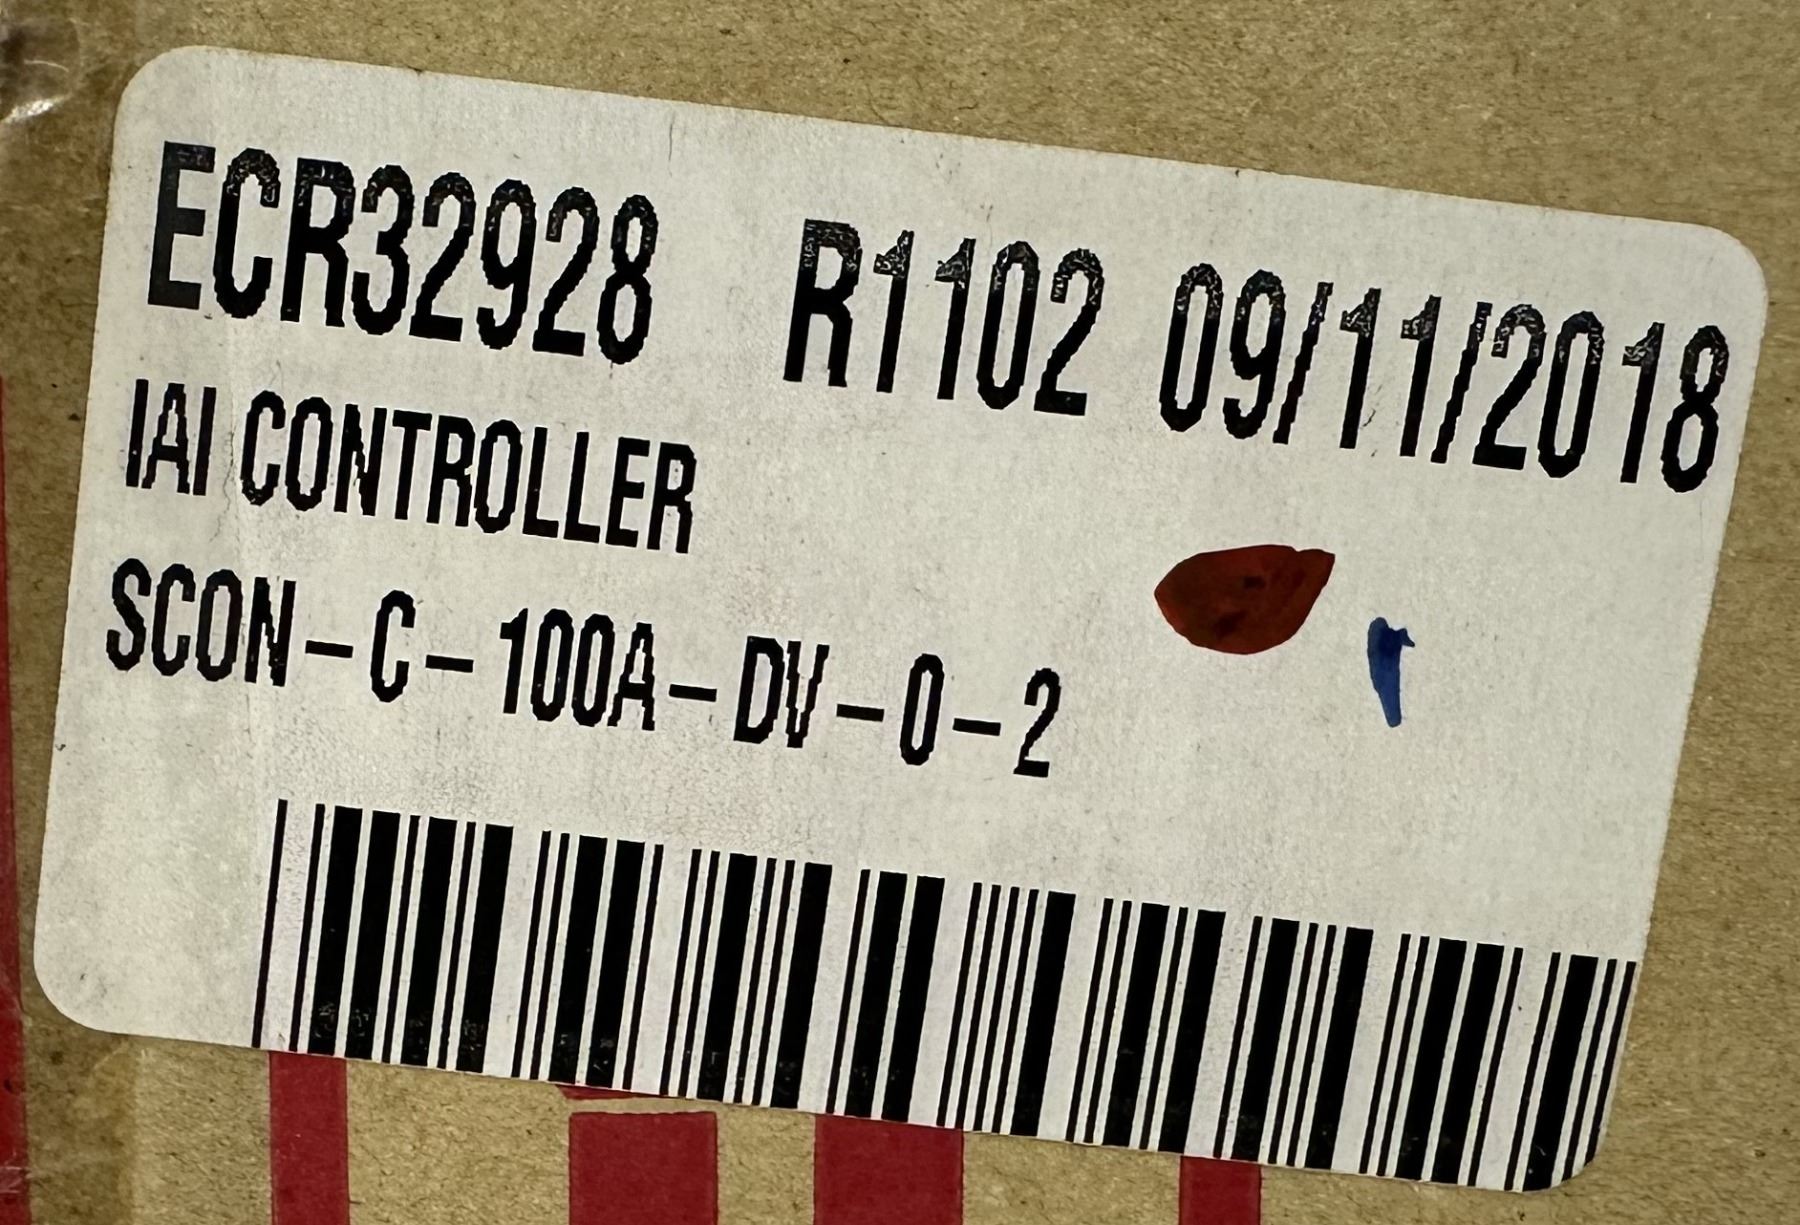 ECR32928 R1102 09/11/2018
IAI CONTROLLER
SCON-C-100A-DV-0-2